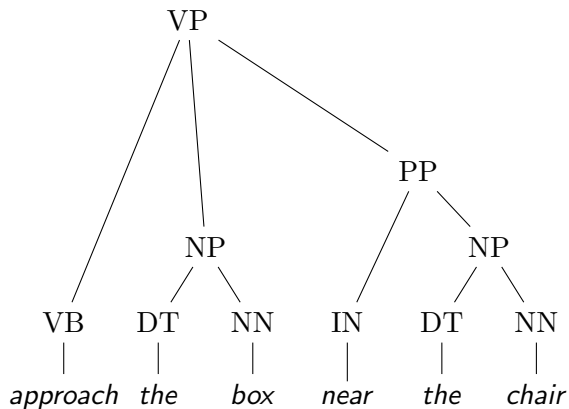 VP
PP
NP NP
VB DT NN IN DT NN
approach the box near the chair